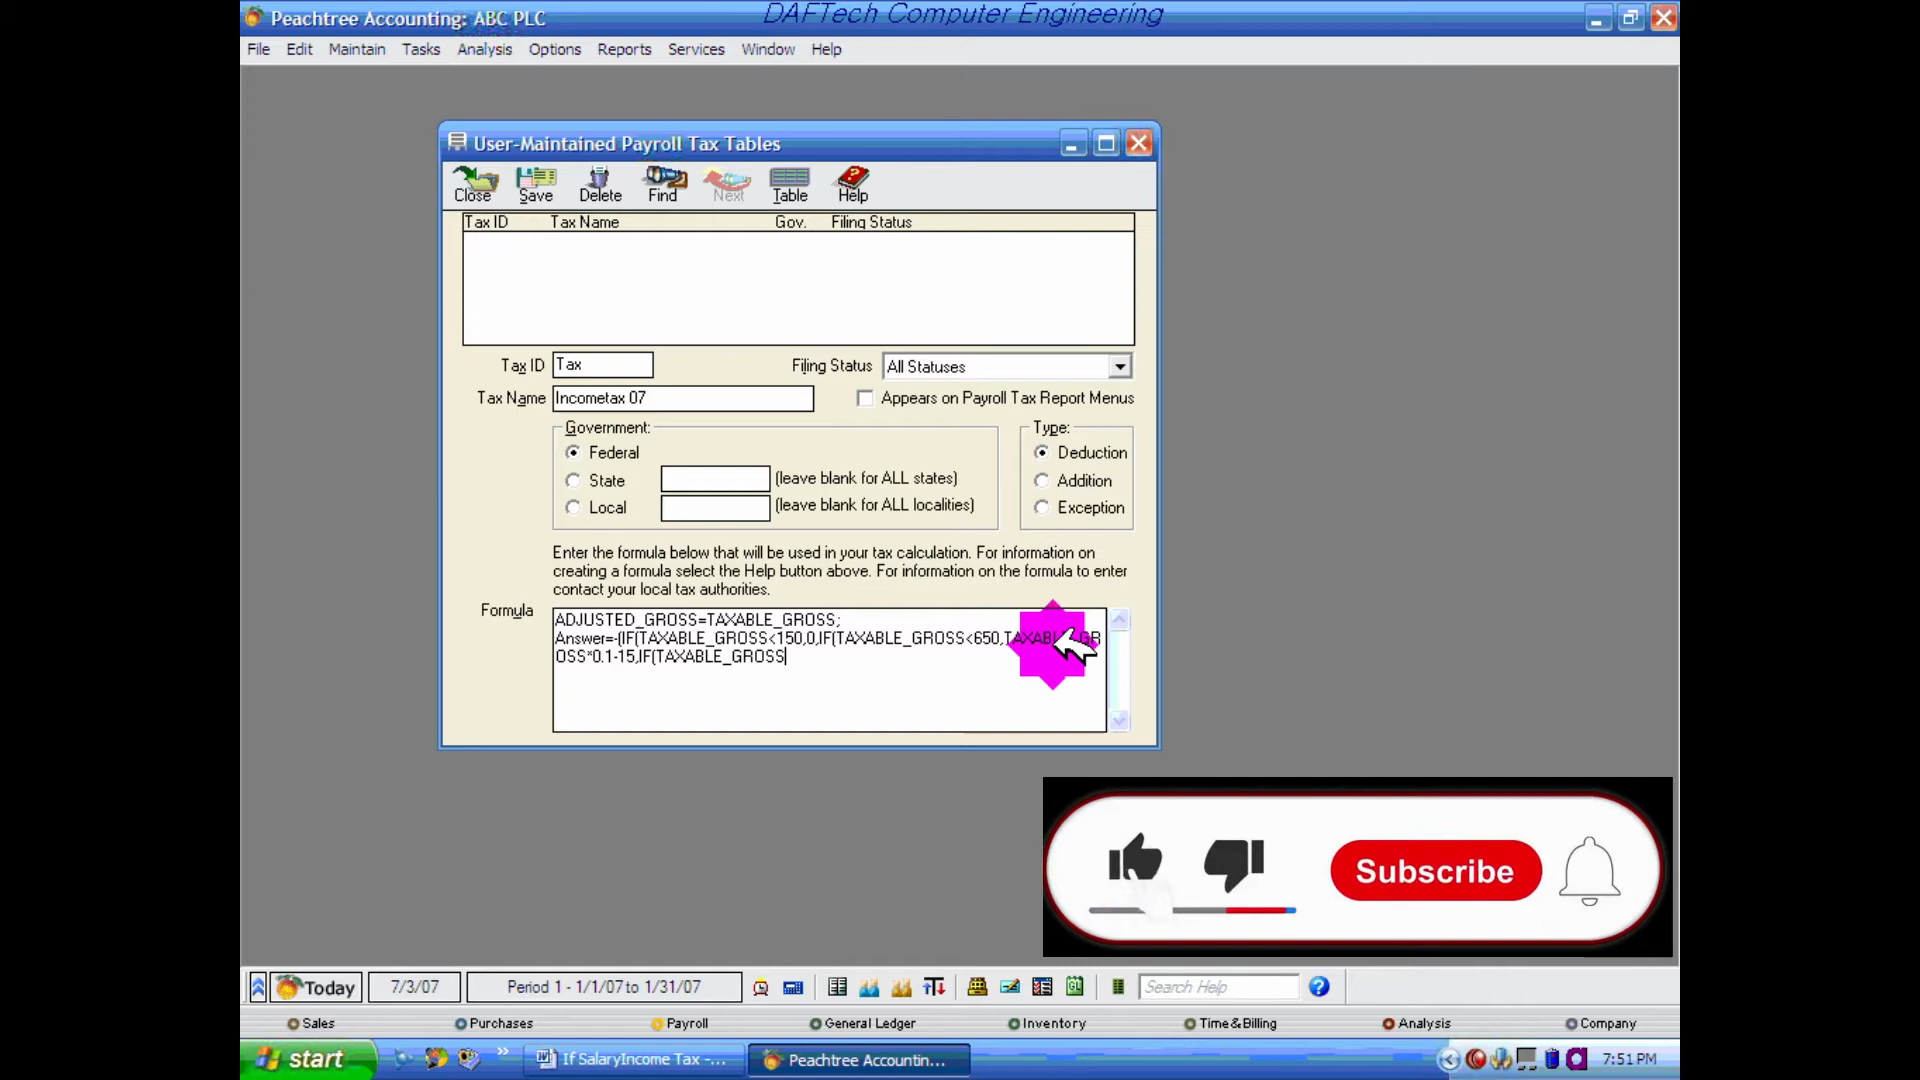 Peachtree Accounting: ABC PLC
DAFTech Computer Engineering
File Edit Maintain Tasks Analysis Options Reports Services Window Help
User-Maintained Payroll Tax Tables
Close Save Delete Find Next Table Help
Tax ID Tax Name Gov. Filing Status
Tax ID Tax Filing Status All Statuses
Tax Name Incometax 07 Appears on Payroll Tax Report Menus
Government: Type:
Federal Deduction
State (leave blank for ALL states) Addition
Local (leave blank for ALL localities) Exception
Enter the formula below that will be used in your tax calculation. For information on
creating a formula select the Help button above. For information on the formula to enter
contact your local tax authorities.
Formula
ADJUSTED_GROSS=TAXABLE_GROSS;
Answer=-(IF(TAXABLE_GROSS<150,0,IF(TAXABLE_GROSS<650,TAXABLE_GR
OSS*0.1-15,IF(TAXABLE_GROSS
Subscribe
Today 7/3/07 Period 1 - 1/1/07 to 1/31/07 Search Help
Sales Purchases Payroll General Ledger Inventory Time&Billing Analysis Company
start If SalaryIncome Tax -... Peachtree Accountin... 7:51 PM